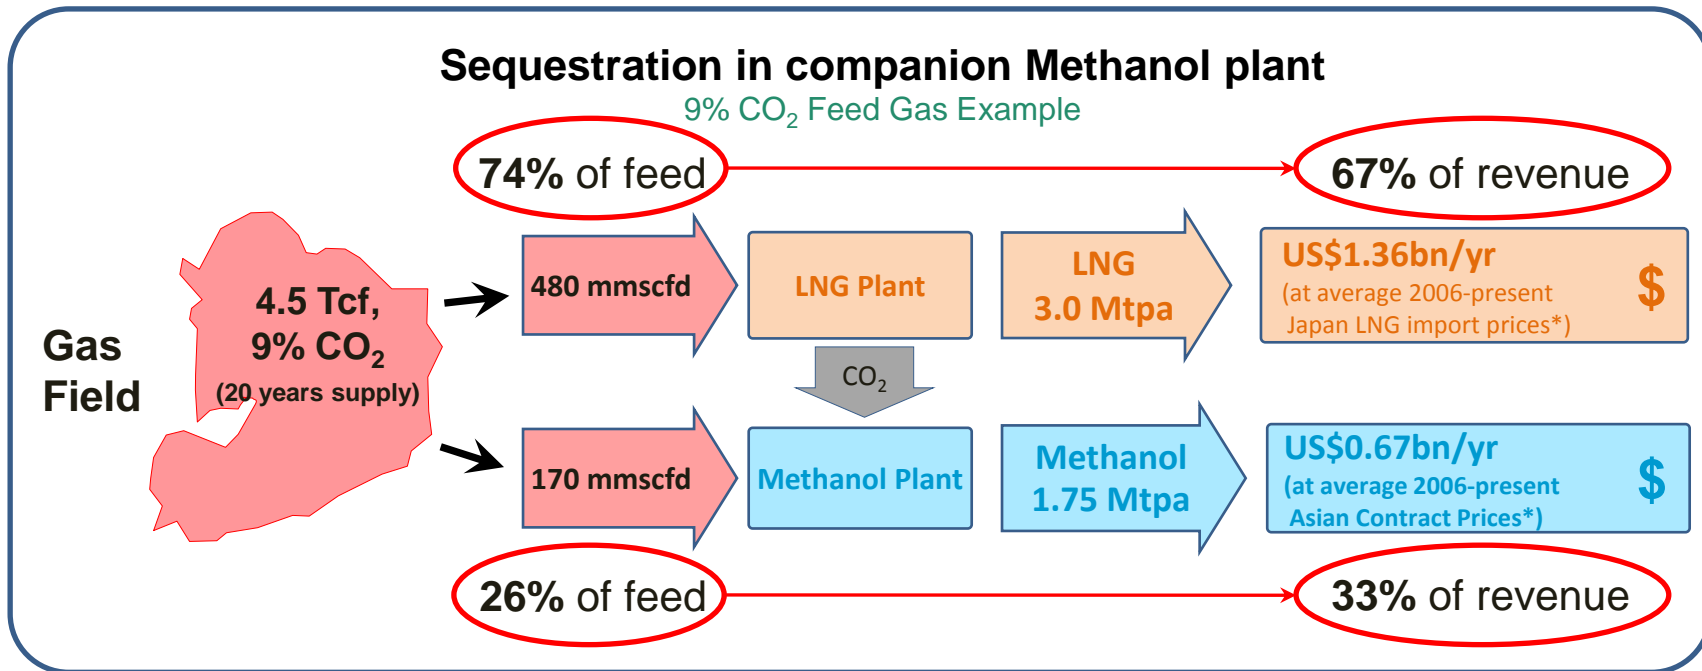 Sequestration in companion Methanol plant
9% CO₂ Feed Gas Example
74% of feed
67% of revenue
Gas
Field
4.5 Tcf,
9% CO₂
(20 years supply)
480 mmscfd
LNG Plant
LNG
3.0 Mtpa
US$1.36bn/yr
(at average 2006-present
Japan LNG import prices*)
$
CO₂
170 mmscfd
Methanol Plant
Methanol
1.75 Mtpa
US$0.67bn/yr
(at average 2006-present
Asian Contract Prices*)
$
26% of feed
33% of revenue